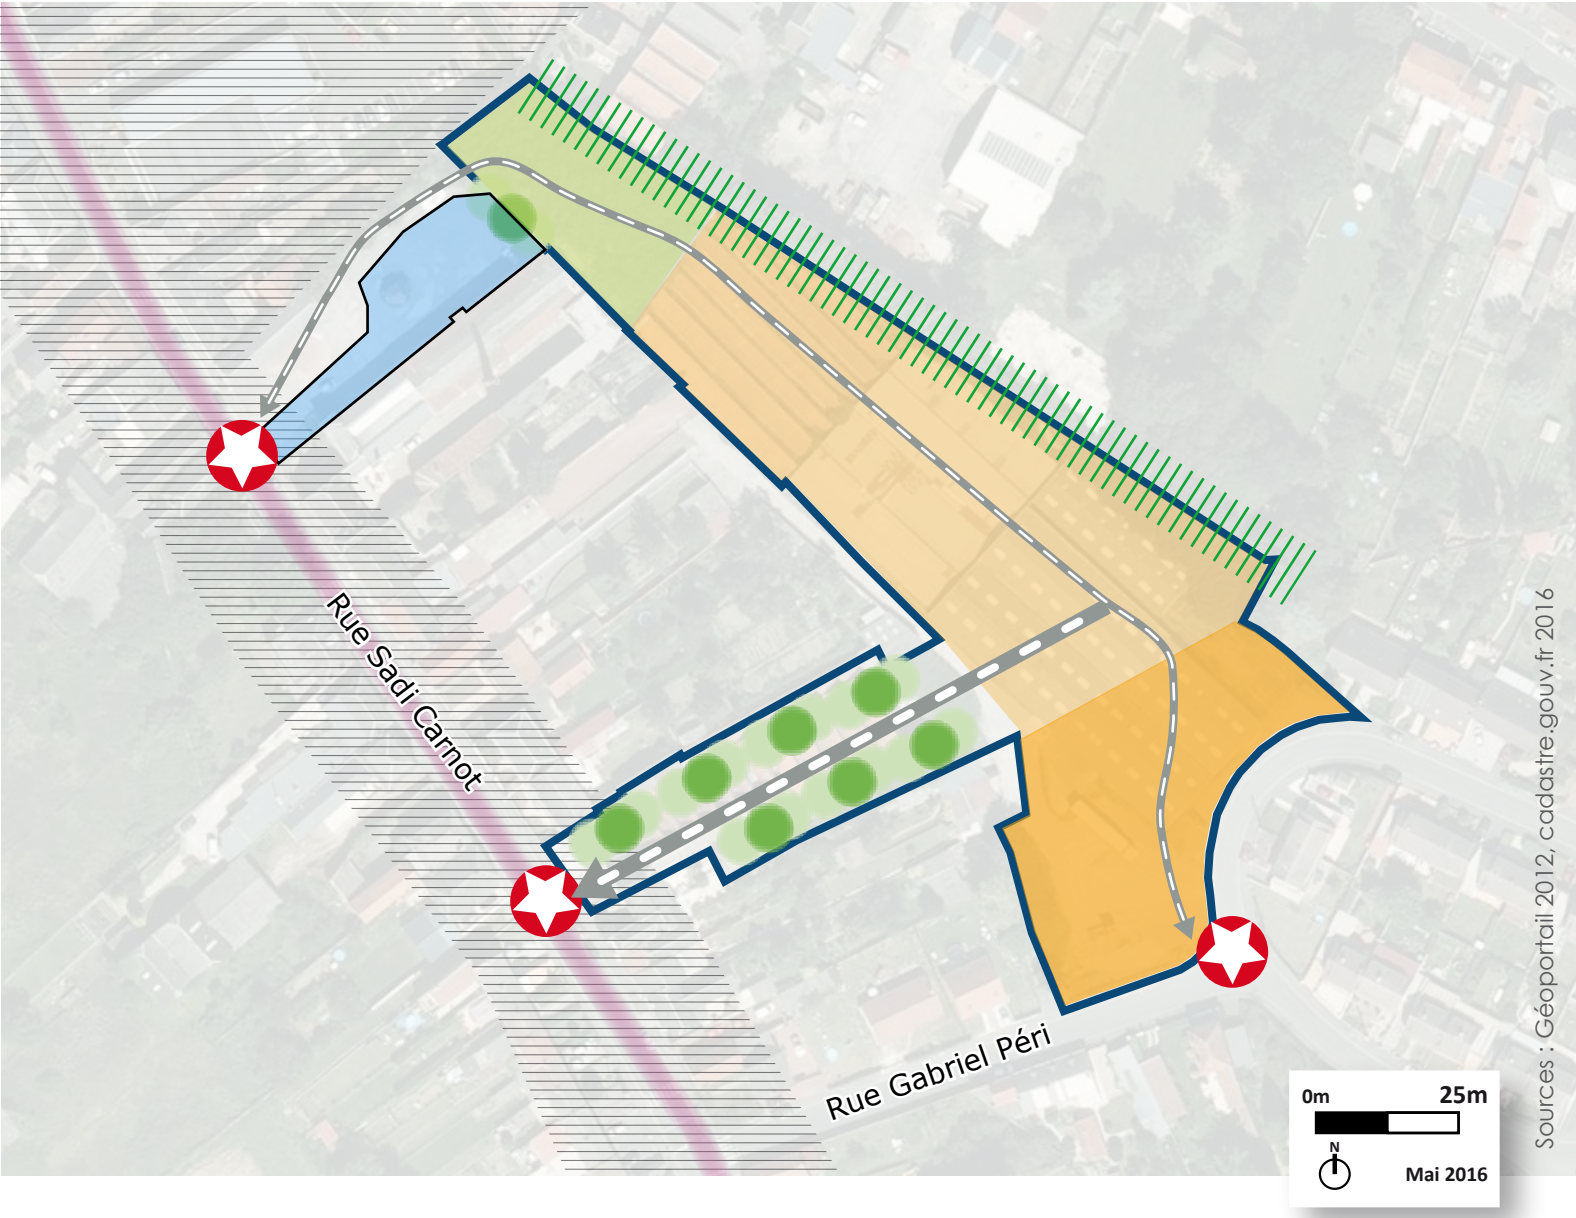 Rue Sadi Carnot
Rue Gabriel Péri
Sources : Géoportail 2012, cadastre.gouv.fr 2016
0m 25m
N
Mai 2016